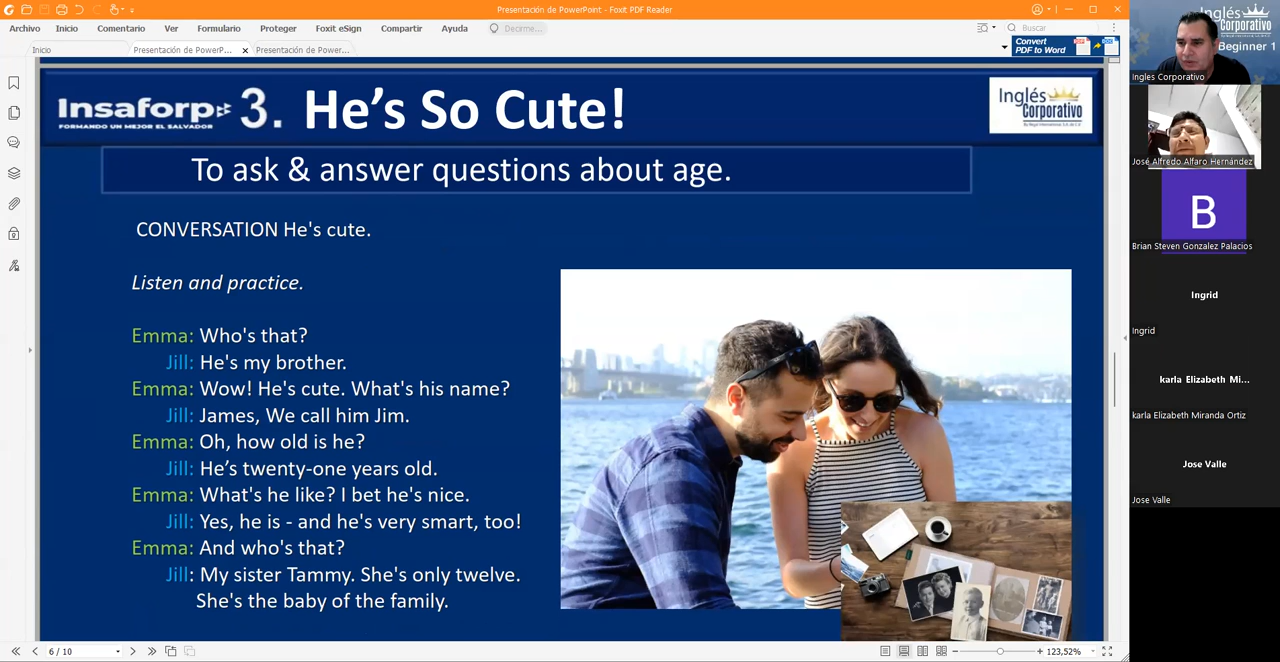 Presentación de PowerPoint - Foxit PDF Reader
Archivo Inicio Comentario Ver Formulario Proteger Foxit eSign Compartir Ayuda Decirme... Buscar
Inicio Presentación de PowerP... × Presentación de Power...
Convert
PDF to Word
Insaforp
FORMANDO UN MEJOR EL SALVADOR
3. He's So Cute!
Inglés
Corporativo
To ask & answer questions about age.
CONVERSATION He's cute.
Listen and practice.
Emma: Who's that?
Jill: He's my brother.
Emma: Wow! He's cute. What's his name?
Jill: James, We call him Jim.
Emma: Oh, how old is he?
Jill: He's twenty-one years old.
Emma: What's he like? I bet he's nice.
Jill: Yes, he is - and he's very smart, too!
Emma: And who's that?
Jill: My sister Tammy. She's only twelve.
She's the baby of the family.
6 / 10
123,52%
Inglés
Corporativo
Beginner 1
Ingles Corporativo
José Alfredo Alfaro Hernández
B
Brian Steven Gonzalez Palacios
Ingrid
Ingrid
karla Elizabeth Mi...
karla Elizabeth Miranda Ortiz
Jose Valle
Jose Valle